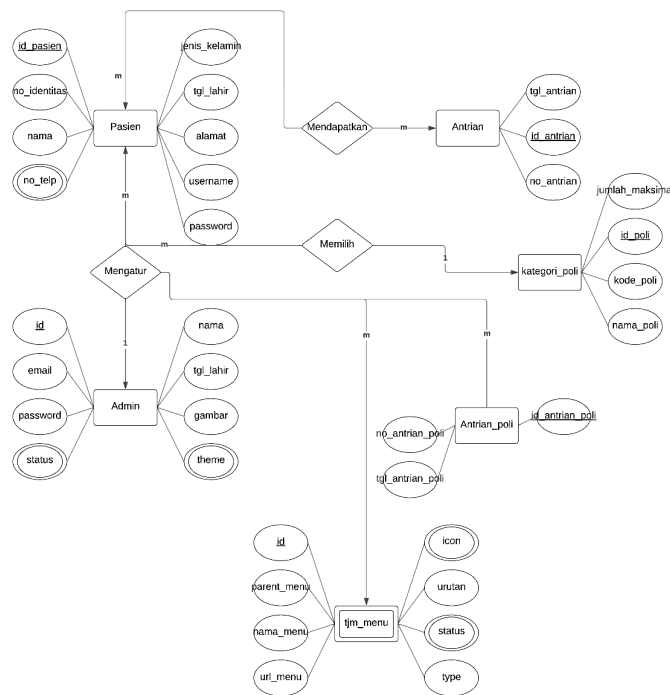 id_pasien
jenis_kelamin
m
no_identitas
tgl_lahir
tgl_antrian
Pasien
Mendapatkan
m
Antrian
nama
alamat
id_antrian
no_telp
username
no_antrian
m
jumlah_maksima
password
m
Memilih
id_poli
1
Mengatur
kategori_poli
kode_poli
id
nama
nama_poli
m
m
1
email
tgl_lahir
Admin
password
gambar
id_antrian_poli
Antrian_poli
no_antrian_poli
status
theme
tgl_antrian_poli
id
icon
parent_menu
urutan
tjm_menu
nama_menu
status
url_menu
type